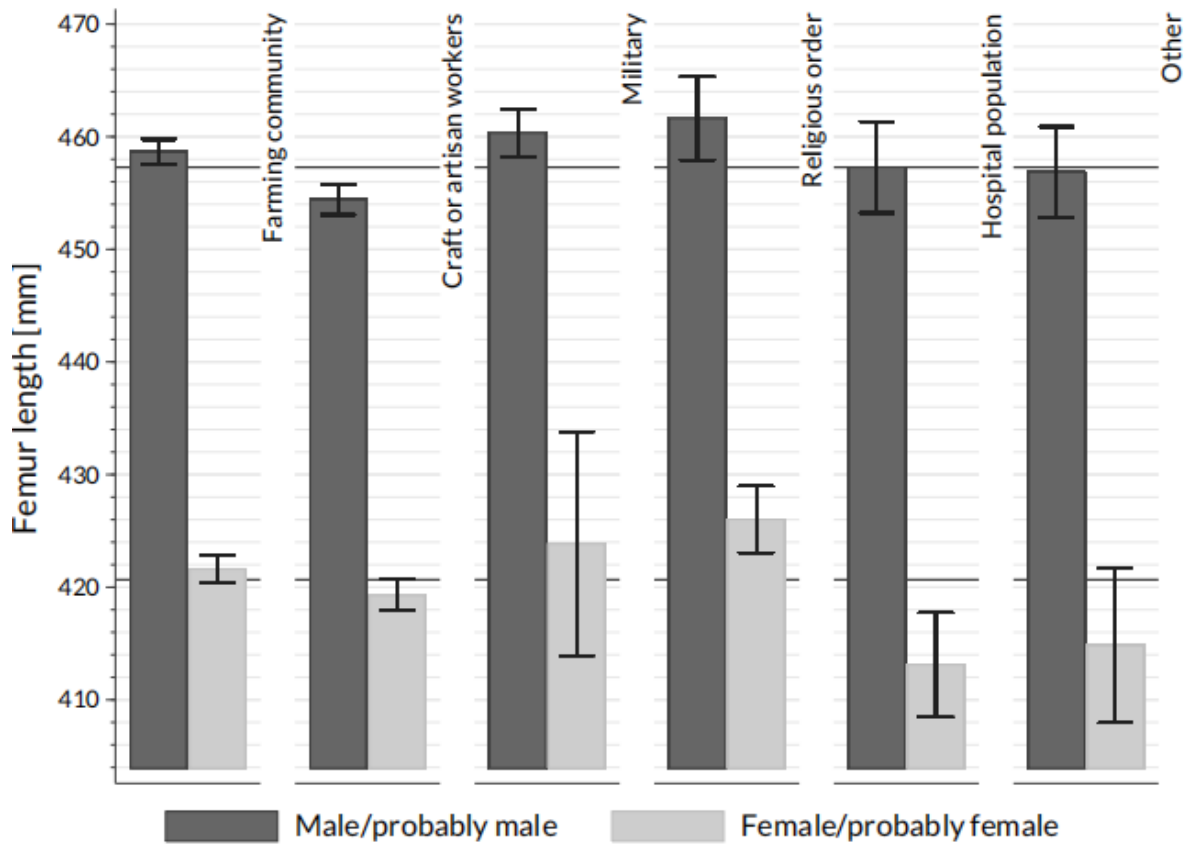 470
460
450
440
430
420
410
Femur length [mm]
Farming community
Craft or artisan workers
Military
Religious order
Hospital population
Other
Male/probably male
Female/probably female